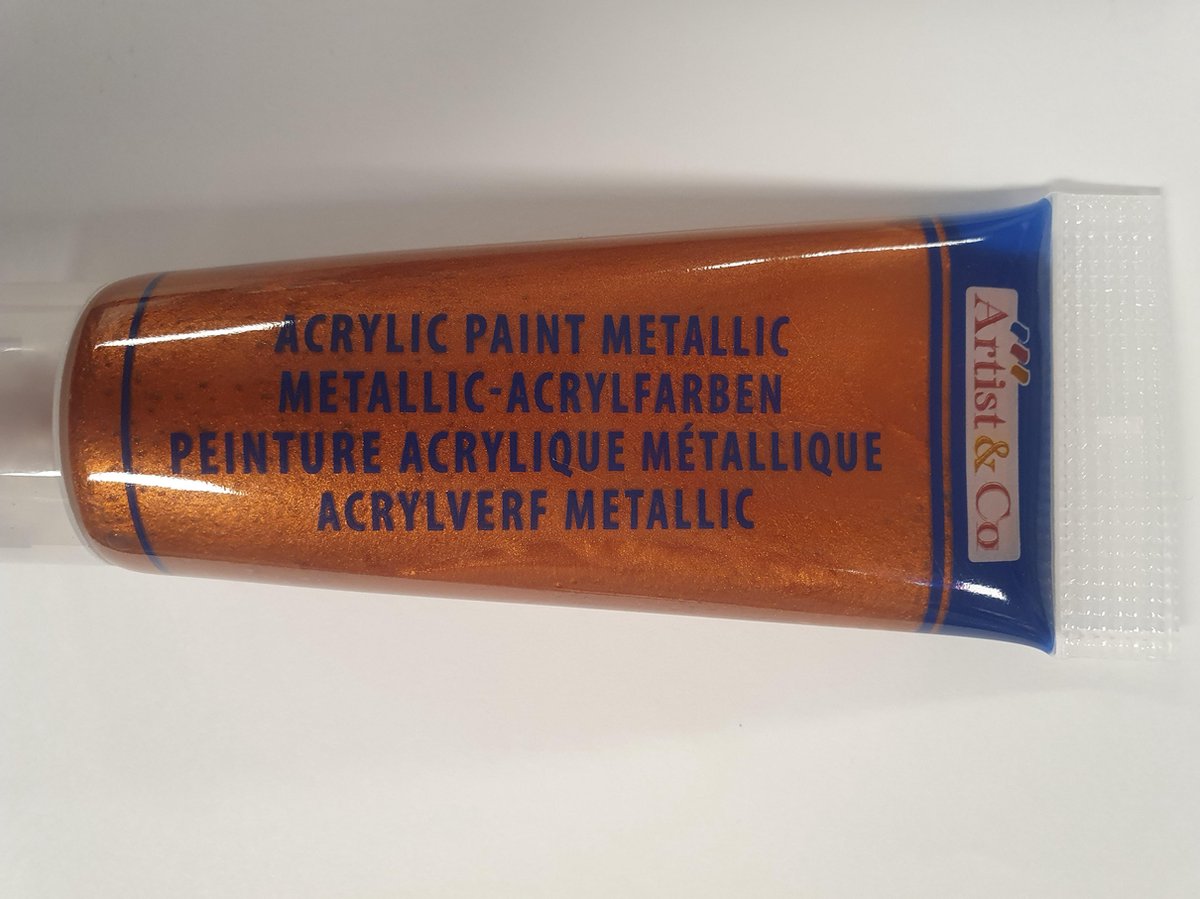 ACRYLIC PAINT METALLIC
METALLIC-ACRYLFARBEN
PEINTURE ACRYLIQUE MÉTALLIQUE
ACRYLVERF METALLIC
Artist & Co